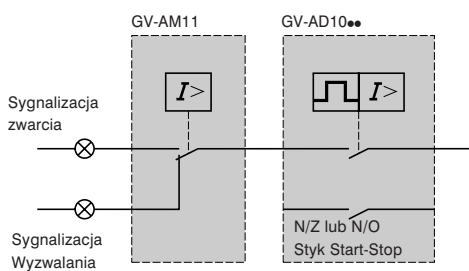 GV-AM11
GV-AD10●●
I>
I>
Sygnalizacja
zwarcia
Sygnalizacja
Wyzwalania
N/Z lub N/O
Styk Start-Stop